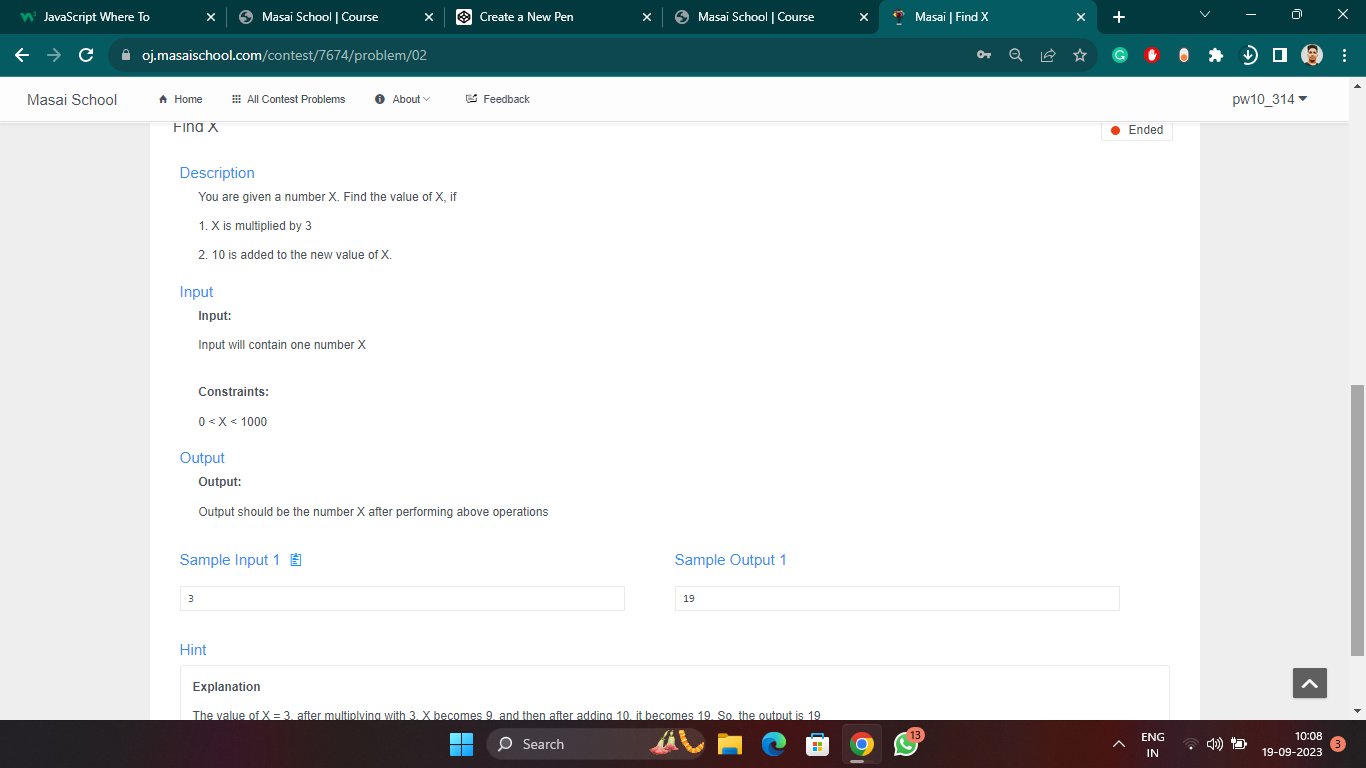 JavaScript Where To
Masai School | Course
Create a New Pen
Masai School | Course
Masai | Find X
oj.masaischool.com/contest/7674/problem/02
Masai School
Home
All Contest Problems
About
Feedback
pw10_314
Find X
Ended
Description
You are given a number X. Find the value of X, if
1. X is multiplied by 3
2. 10 is added to the new value of X.
Input
Input:
Input will contain one number X
Constraints:
0 < X < 1000
Output
Output:
Output should be the number X after performing above operations
Sample Input 1
Sample Output 1
3
19
Hint
Explanation
The value of X = 3, after multiplying with 3, X becomes 9, and then after adding 10, it becomes 19. So, the output is 19
Search
13
ENG
IN
10:08
19-09-2023
3